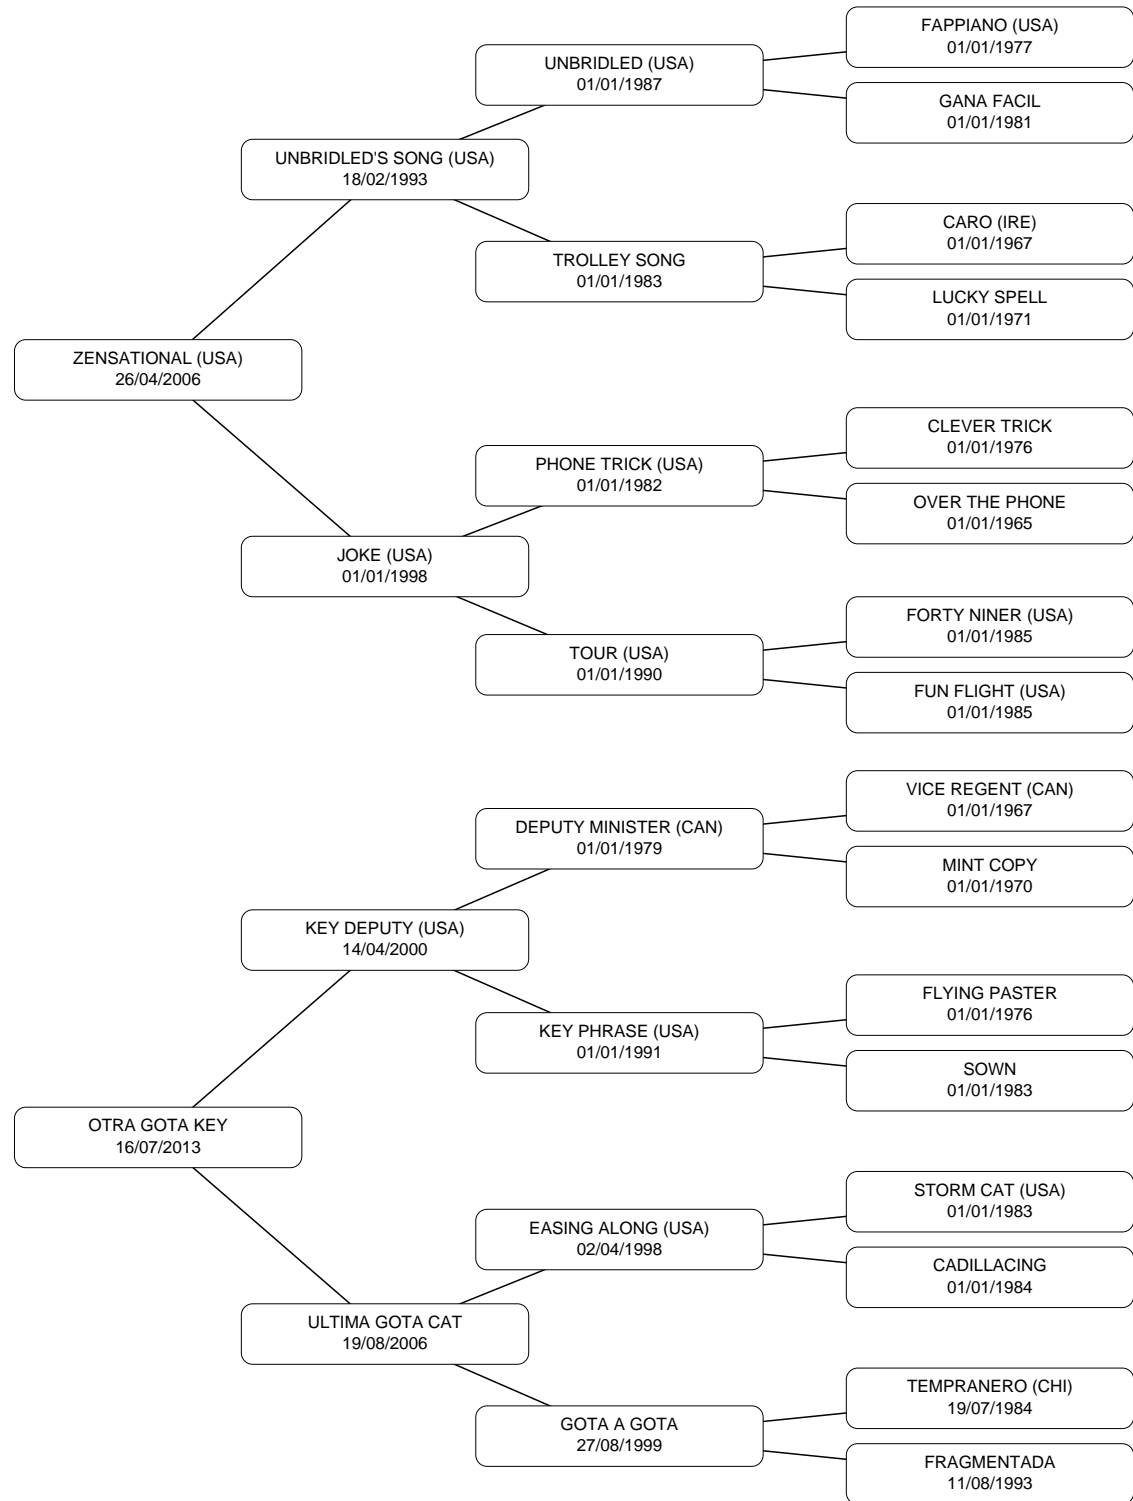 FAPPIANO (USA)
01/01/1977
UNBRIDLED (USA)
01/01/1987
GANA FACIL
01/01/1981
UNBRIDLED'S SONG (USA)
18/02/1993
CARO (IRE)
01/01/1967
TROLLEY SONG
01/01/1983
LUCKY SPELL
01/01/1971
ZENSATIONAL (USA)
26/04/2006
CLEVER TRICK
01/01/1976
PHONE TRICK (USA)
01/01/1982
OVER THE PHONE
01/01/1965
JOKE (USA)
01/01/1998
FORTY NINER (USA)
01/01/1985
TOUR (USA)
01/01/1990
FUN FLIGHT (USA)
01/01/1985
VICE REGENT (CAN)
01/01/1967
DEPUTY MINISTER (CAN)
01/01/1979
MINT COPY
01/01/1970
KEY DEPUTY (USA)
14/04/2000
FLYING PASTER
01/01/1976
KEY PHRASE (USA)
01/01/1991
SOWN
01/01/1983
OTRA GOTA KEY
16/07/2013
STORM CAT (USA)
01/01/1983
EASING ALONG (USA)
02/04/1998
CADILLACING
01/01/1984
ULTIMA GOTA CAT
19/08/2006
TEMPRANERO (CHI)
19/07/1984
GOTA A GOTA
27/08/1999
FRAGMENTADA
11/08/1993